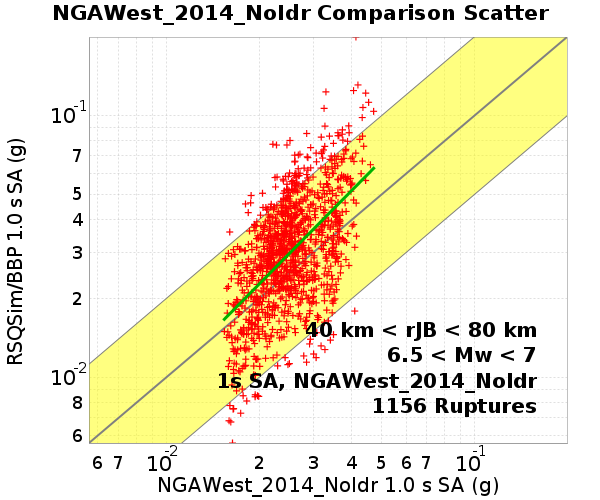 NGAWest_2014_NoIdr Comparison Scatter
RSQSim/BBP 1.0 s SA (g)
10-1
7
5
4
3
2
10-2
8
6
40 km < rJB < 80 km
6.5 < Mw < 7
1s SA, NGAWest_2014_NoIdr
1156 Ruptures
6 7 10-2 2 3 4 5 6 7 10-1
NGAWest_2014_NoIdr 1.0 s SA (g)